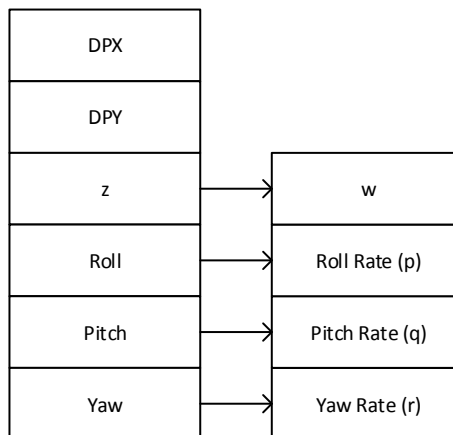 DPX
DPY
z
w
Roll
Roll Rate (p)
Pitch
Pitch Rate (q)
Yaw
Yaw Rate (r)